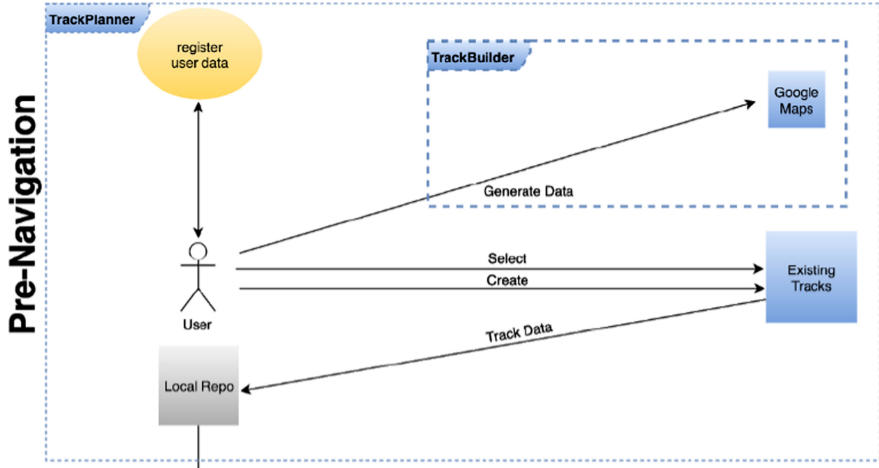 TrackPlanner
register
user data
TrackBuilder
Google
Maps
Pre-Navigation
Generate Data
Select
Create
Existing
Tracks
User
Track Data
Local Repo